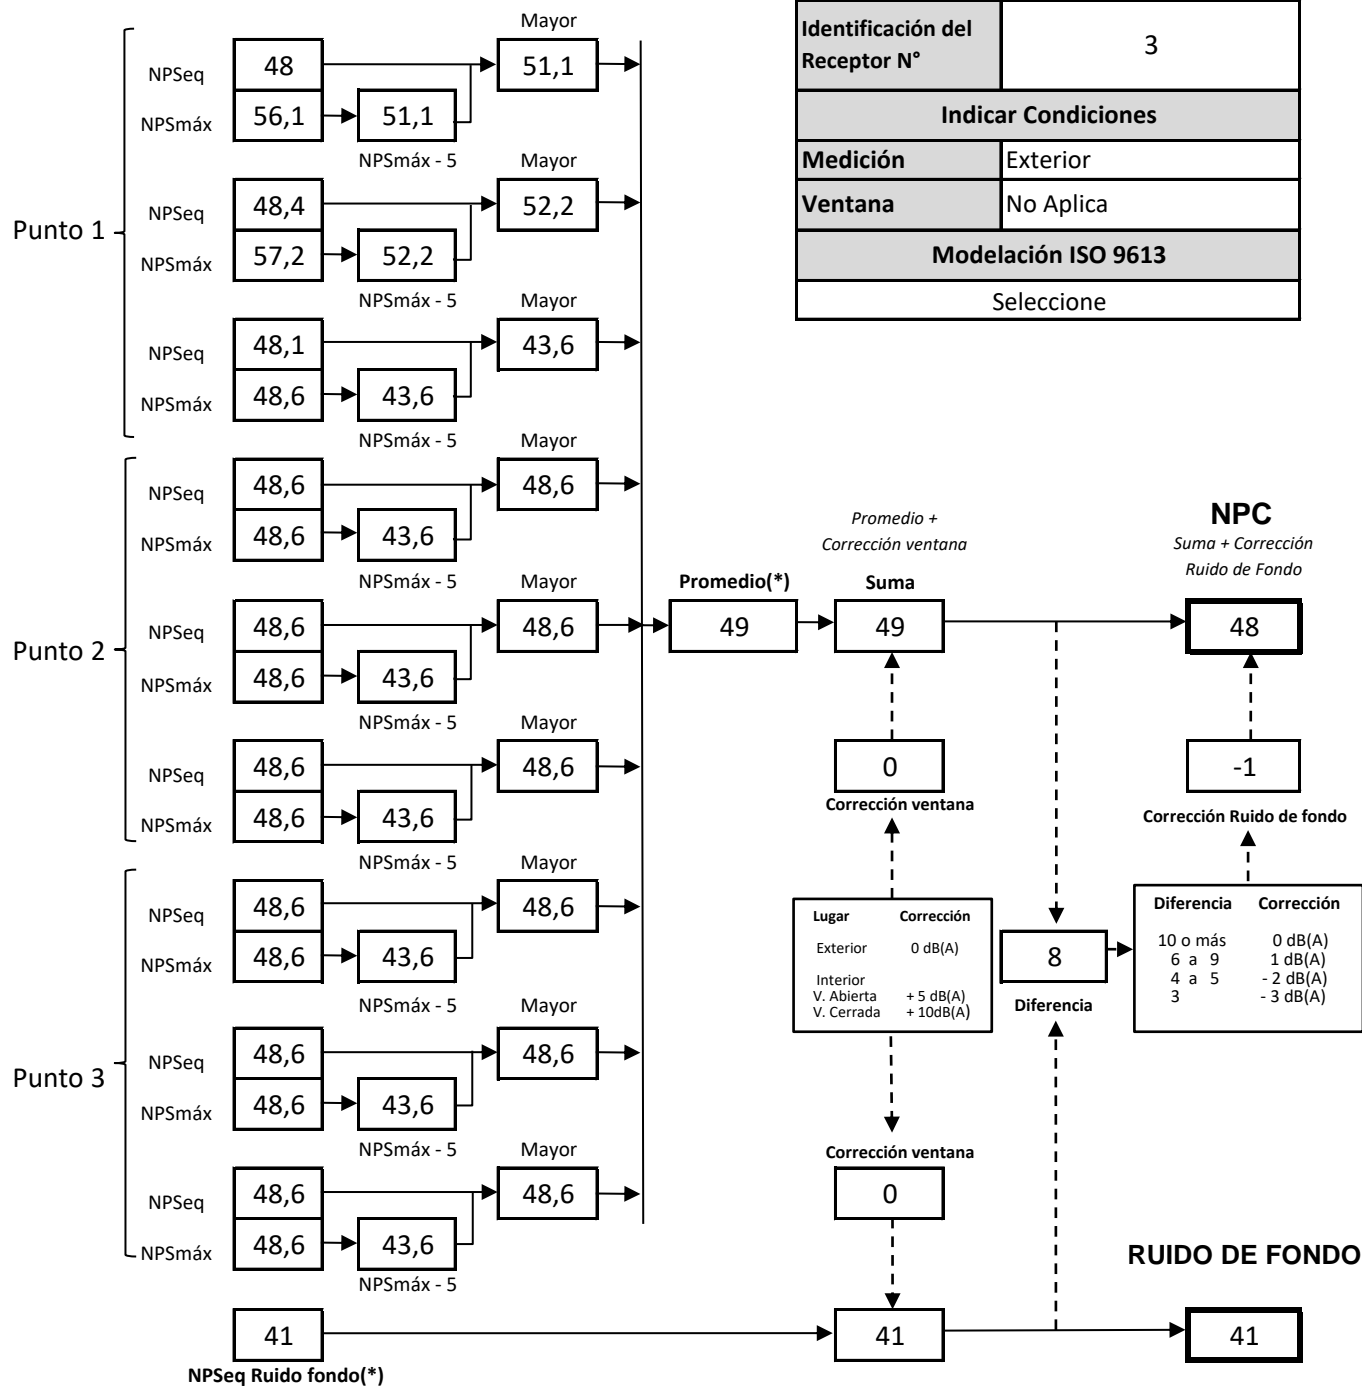 Identificación del
Receptor N°
3
Indicar Condiciones
Medición
Exterior
Ventana
No Aplica
Modelación ISO 9613
Seleccione
Punto 1
Mayor
NPSeq
48
51,1
NPSmáx
56,1
51,1
NPSmáx - 5
Mayor
NPSeq
48,4
52,2
NPSmáx
57,2
52,2
NPSmáx - 5
Mayor
NPSeq
48,1
43,6
NPSmáx
48,6
43,6
NPSmáx - 5
Punto 2
Mayor
NPSeq
48,6
48,6
NPSmáx
48,6
43,6
NPSmáx - 5
Mayor
NPSeq
48,6
48,6
NPSmáx
48,6
43,6
NPSmáx - 5
Mayor
NPSeq
48,6
48,6
NPSmáx
48,6
43,6
NPSmáx - 5
Punto 3
Mayor
NPSeq
48,6
48,6
NPSmáx
48,6
43,6
NPSmáx - 5
Mayor
NPSeq
48,6
48,6
NPSmáx
48,6
43,6
NPSmáx - 5
Mayor
NPSeq
48,6
48,6
NPSmáx
48,6
43,6
NPSmáx - 5
41
NPSeq Ruido fondo(*)
Promedio(*)
49
Promedio +
Corrección ventana
Suma
49
0
Corrección ventana
Lugar Corrección
Exterior 0 dB(A)
Interior
V. Abierta + 5 dB(A)
V. Cerrada + 10dB(A)
Corrección ventana
0
41
8
Diferencia
NPC
Suma + Corrección
Ruido de Fondo
48
-1
Corrección Ruido de fondo
Diferencia Corrección
10 o más 0 dB(A)
6 a 9 1 dB(A)
4 a 5 - 2 dB(A)
3 - 3 dB(A)
RUIDO DE FONDO
41